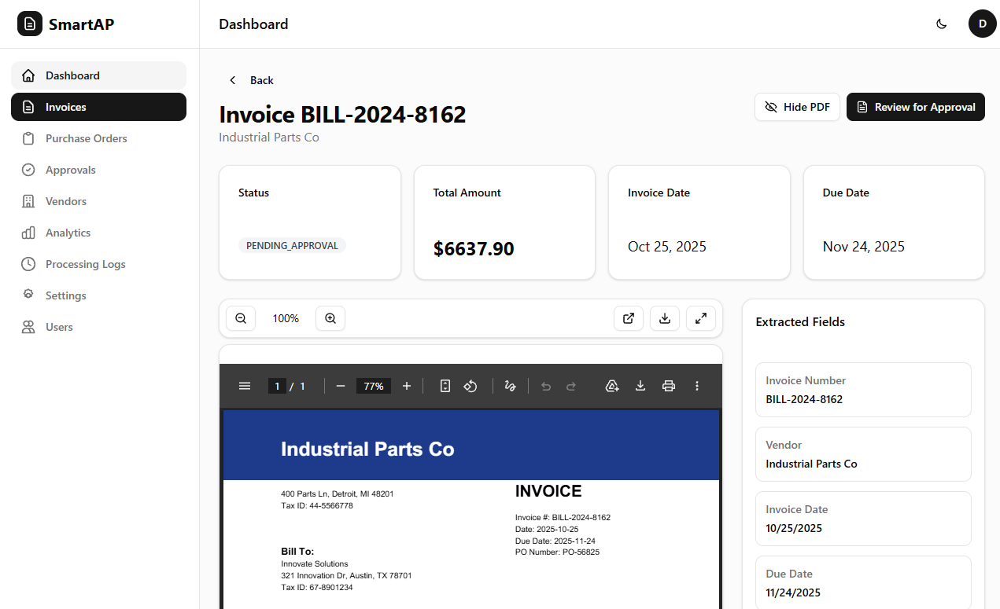 SmartAP
Dashboard
D
Dashboard
Invoices
Purchase Orders
Approvals
Vendors
Analytics
Processing Logs
Settings
Users
Back
Invoice BILL-2024-8162
Industrial Parts Co
Hide PDF
Review for Approval
Status
PENDING_APPROVAL
Total Amount
$6637.90
Invoice Date
Oct 25, 2025
Due Date
Nov 24, 2025
100%
1 / 1
77%
Industrial Parts Co
400 Parts Ln, Detroit, MI 48201
Tax ID: 44-5566778
INVOICE
Invoice #: BILL-2024-8162
Date: 2025-10-25
Due Date: 2025-11-24
PO Number: PO-56825
Bill To:
Innovate Solutions
321 Innovation Dr, Austin, TX 78701
Tax ID: 67-8901234
Extracted Fields
Invoice Number
BILL-2024-8162
Vendor
Industrial Parts Co
Invoice Date
10/25/2025
Due Date
11/24/2025